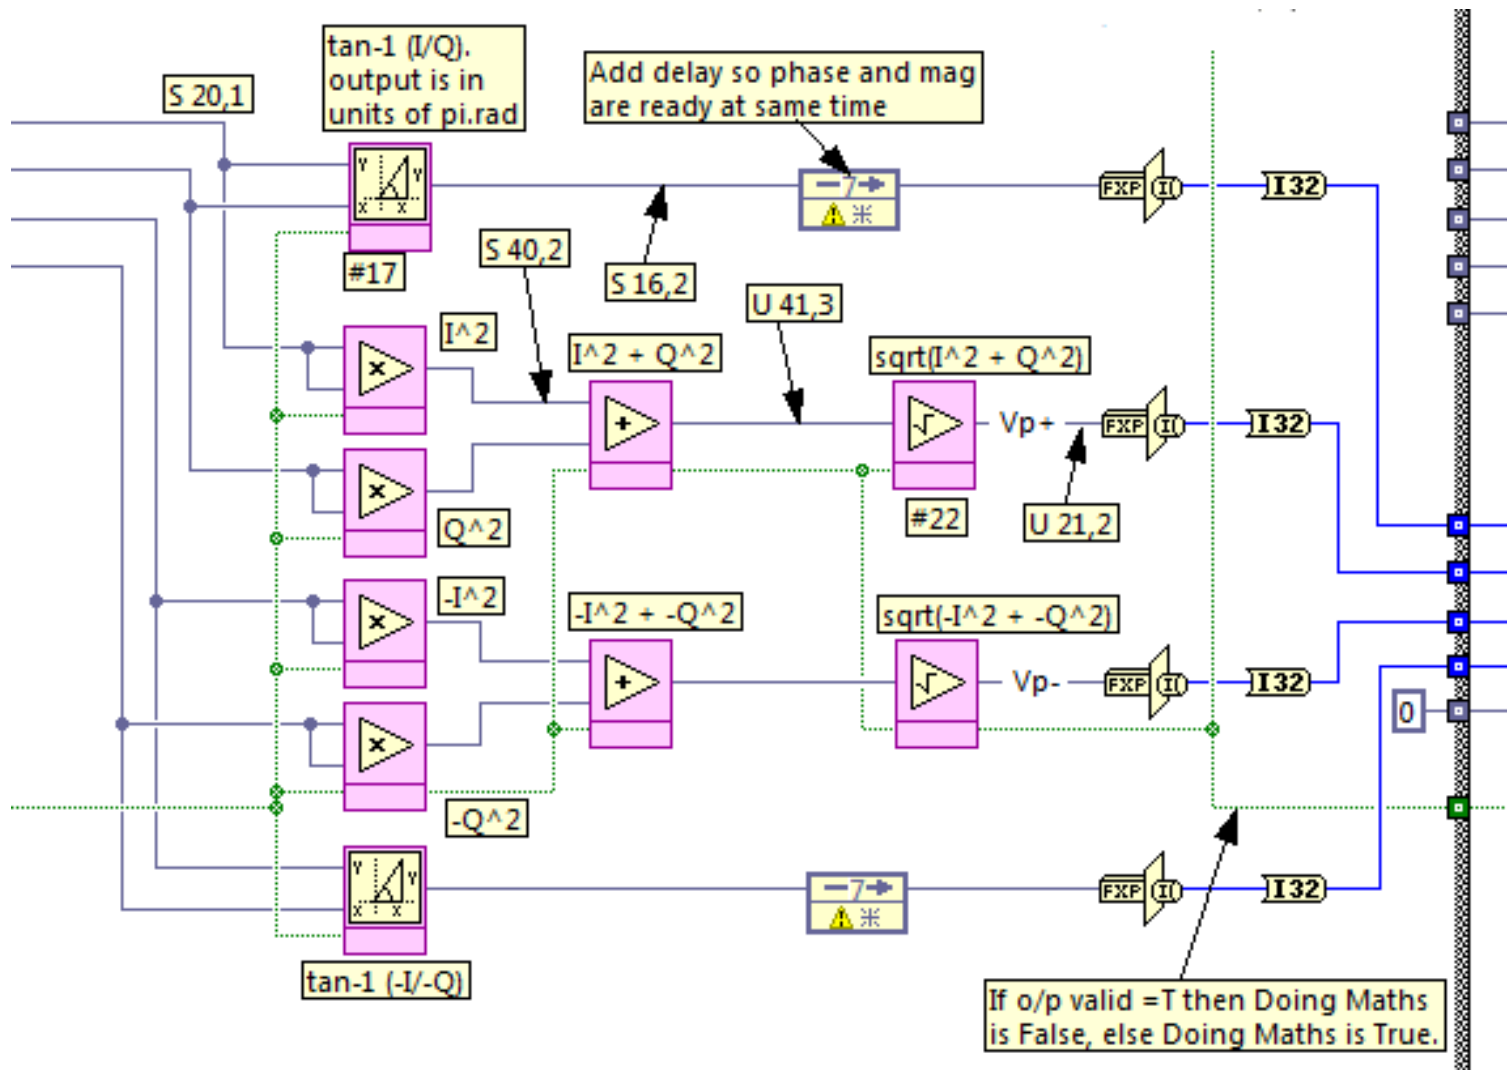 tan-1 (I/Q).
output is in
units of pi.rad
Add delay so phase and mag
are ready at same time
S 20,1
Y
Y
X
X
7
FXP
I(
I32
#17
S 40,2
S 16,2
U 41,3
I^2
×
I^2 + Q^2
+
sqrt(I^2 + Q^2)
√
Vp+
FXP
I(
I32
Q^2
×
#22
U 21,2
-I^2
×
-I^2 + -Q^2
+
sqrt(-I^2 + -Q^2)
√
Vp-
FXP
I(
I32
0
×
-Q^2
Y
Y
X
X
7
FXP
I(
I32
tan-1 (-I/-Q)
If o/p valid =T then Doing Maths
is False, else Doing Maths is True.